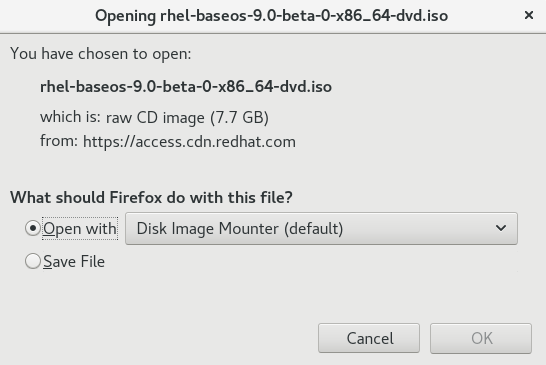 Opening rhel-baseos-9.0-beta-0-x86_64-dvd.iso ×
You have chosen to open:
rhel-baseos-9.0-beta-0-x86_64-dvd.iso
which is: raw CD image (7.7 GB)
from: https://access.cdn.redhat.com
What should Firefox do with this file?
Open with Disk Image Mounter (default)
Save File
Cancel OK